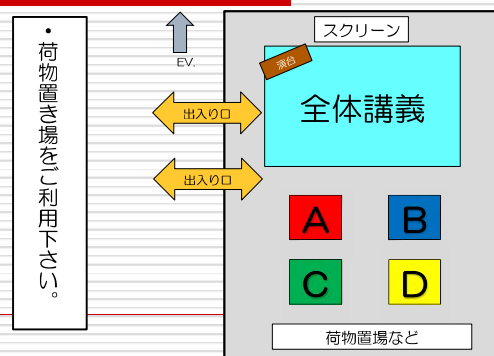 ・荷物置き場をご利用下さい。
EV.
スクリーン
演台
全体講義
出入り口
出入り口
A
B
C
D
荷物置場など